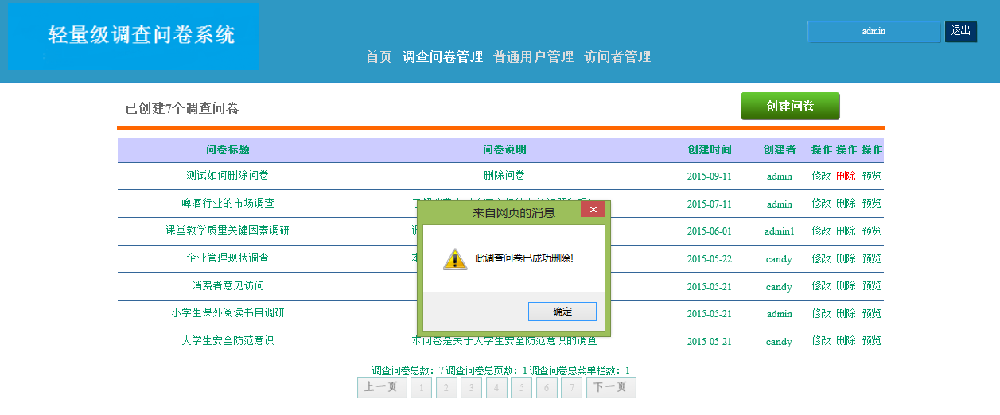 轻量级调查问卷系统
admin 退出
首页 调查问卷管理 普通用户管理 访问者管理
已创建7个调查问卷 创建问卷
问卷标题 问卷说明 创建时间 创建者 操作 操作 操作
测试如何删除问卷 删除问卷 2015-09-11 admin 修改 删除 预览
啤酒行业的市场调查 2015-07-11 admin 修改 删除 预览
课堂教学质量关键因素调研 2015-06-01 admin1 修改 删除 预览
企业管理现状调查 2015-05-22 candy 修改 删除 预览
消费者意见访问 2015-05-21 candy 修改 删除 预览
小学生课外阅读书目调研 2015-05-21 admin 修改 删除 预览
大学生安全防范意识 本问卷是关于大学生安全防范意识的调查 2015-05-21 candy 修改 删除 预览
来自网页的消息
此调查问卷已成功删除!
确定
调查问卷总数：7 调查问卷总页数：1 调查问卷总菜单栏数：1
上一页 1 2 3 4 5 6 7 下一页